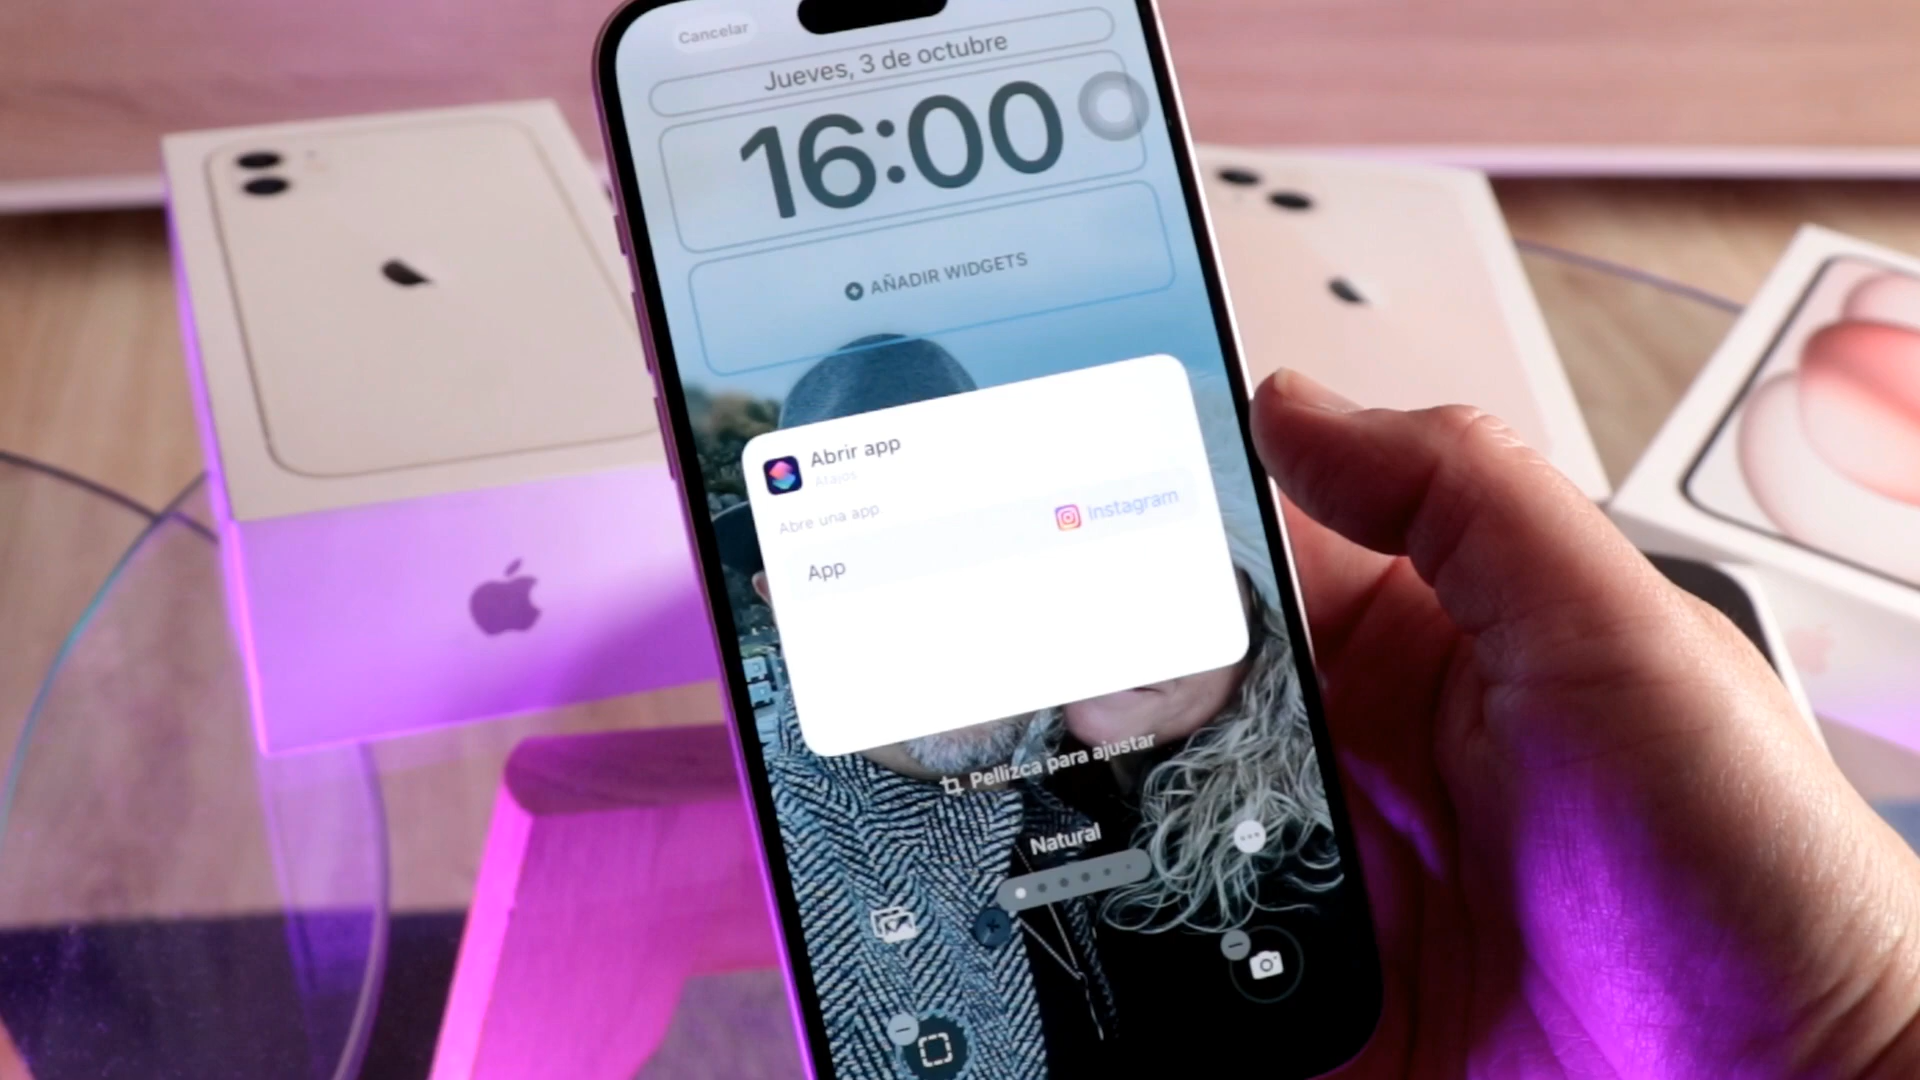 Cancelar
Jueves, 3 de octubre
16:00
AÑADIR WIDGETS
Abrir app
Atajos
Abre una app
Instagram
App
Pellizca para ajustar
Natural